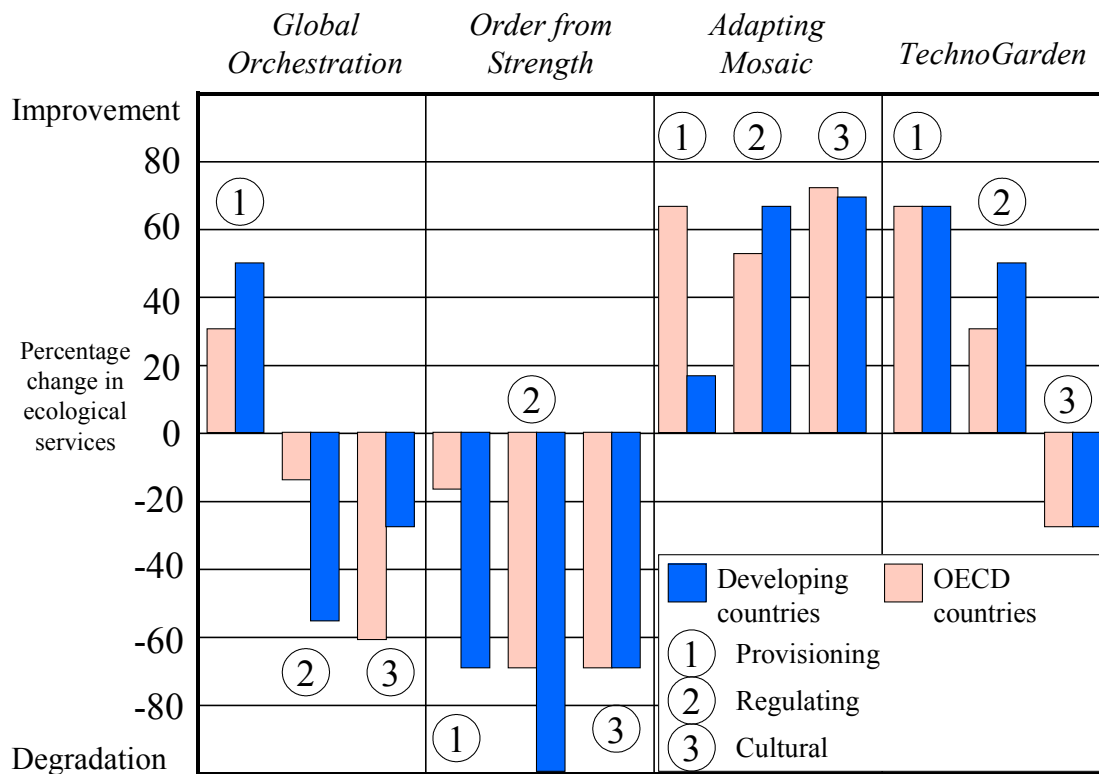 Global
Orchestration
Order from
Strength
Adapting
Mosaic
TechnoGarden
Improvement
80
60
40
20
0
-20
-40
-60
-80
Degradation
Percentage
change in
ecological
services
1
2
3
1
2
3
1
2
3
1
2
3
Developing
countries
OECD
countries
1 Provisioning
2 Regulating
3 Cultural